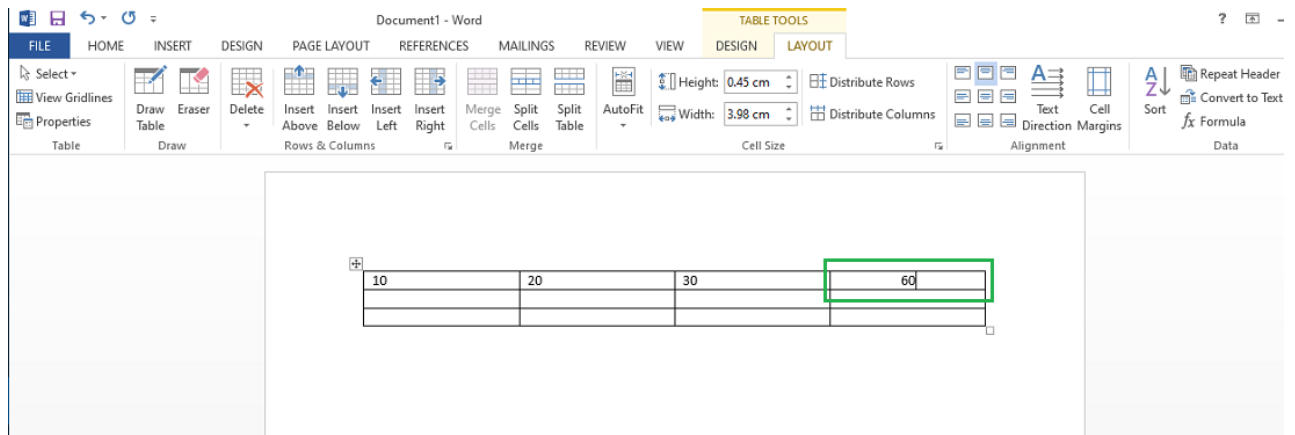 Document1 - Word
TABLE TOOLS
?
FILE HOME INSERT DESIGN PAGE LAYOUT REFERENCES MAILINGS REVIEW VIEW DESIGN LAYOUT
Select
View Gridlines
Properties
Table
Draw Table
Eraser
Draw
Delete
Insert Above
Insert Below
Insert Left
Insert Right
Rows & Columns
Merge Cells
Split Cells
Split Table
Merge
AutoFit
Height: 0.45 cm
Width: 3.98 cm
Distribute Rows
Distribute Columns
Cell Size
Text Direction
Cell Margins
Alignment
Sort
Repeat Header
Convert to Text
fx Formula
Data
10 20 30 60